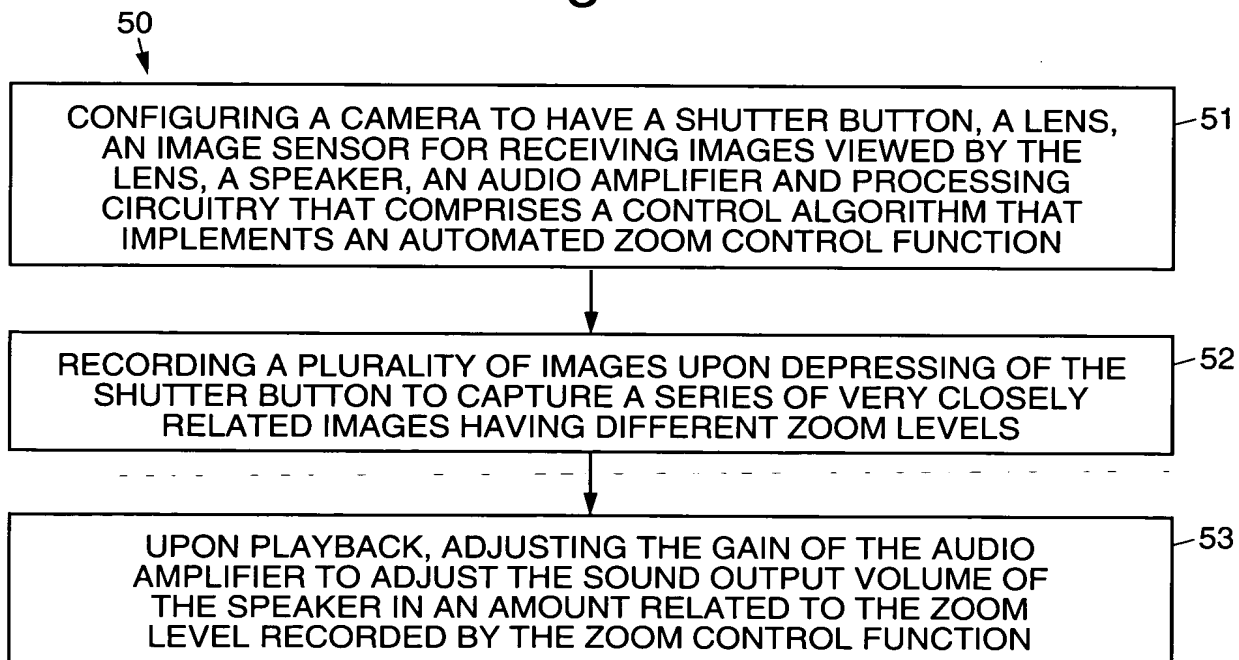 50
CONFIGURING A CAMERA TO HAVE A SHUTTER BUTTON, A LENS,
AN IMAGE SENSOR FOR RECEIVING IMAGES VIEWED BY THE
LENS, A SPEAKER, AN AUDIO AMPLIFIER AND PROCESSING
CIRCUITRY THAT COMPRISES A CONTROL ALGORITHM THAT
IMPLEMENTS AN AUTOMATED ZOOM CONTROL FUNCTION
51
RECORDING A PLURALITY OF IMAGES UPON DEPRESSING OF THE
SHUTTER BUTTON TO CAPTURE A SERIES OF VERY CLOSELY
RELATED IMAGES HAVING DIFFERENT ZOOM LEVELS
52
UPON PLAYBACK, ADJUSTING THE GAIN OF THE AUDIO
AMPLIFIER TO ADJUST THE SOUND OUTPUT VOLUME OF
THE SPEAKER IN AN AMOUNT RELATED TO THE ZOOM
LEVEL RECORDED BY THE ZOOM CONTROL FUNCTION
53